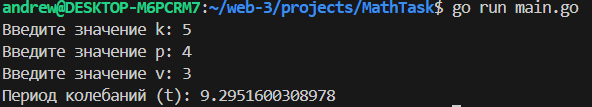 andrew@DESKTOP-M6PCRM7:~/web-3/projects/MathTask$ go run main.go
Введите значение k: 5
Введите значение p: 4
Введите значение v: 3
Период колебаний (t): 9.2951600308978